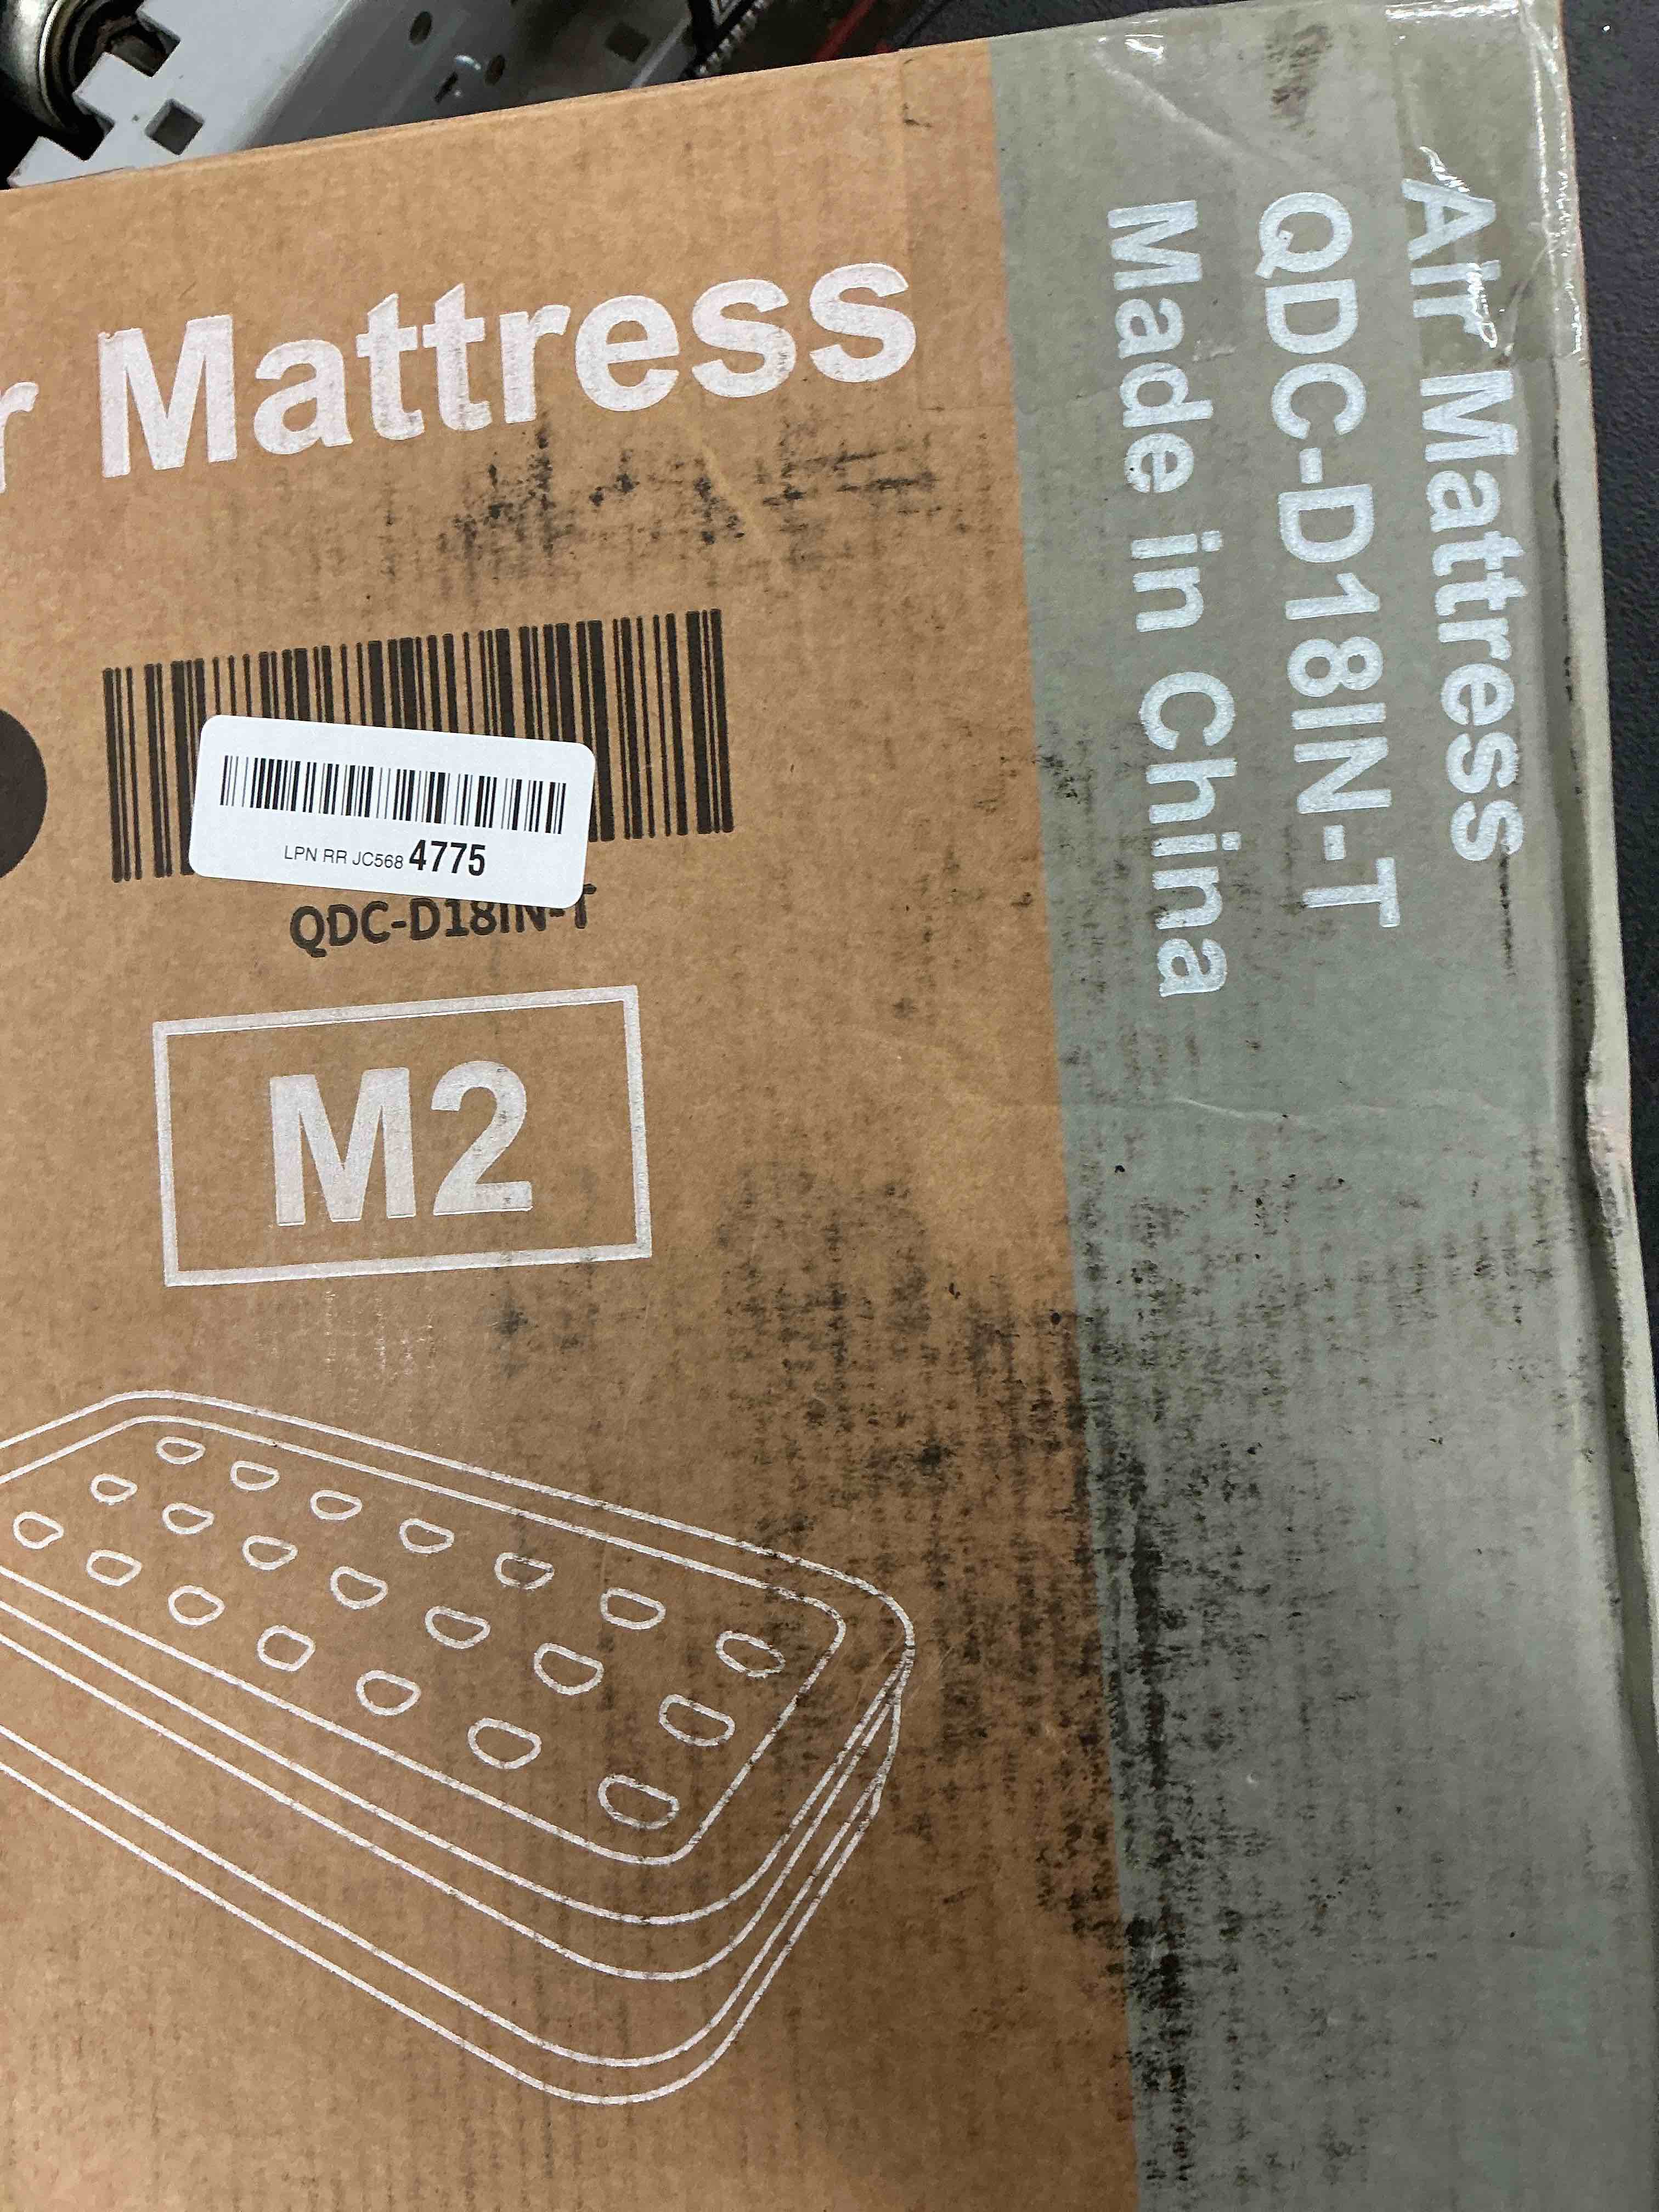 r Mattress
LPN RR JC568 4775
QDC-D18IN-T
M2
Air Mattress
QDC-D18IN-T
Made in China